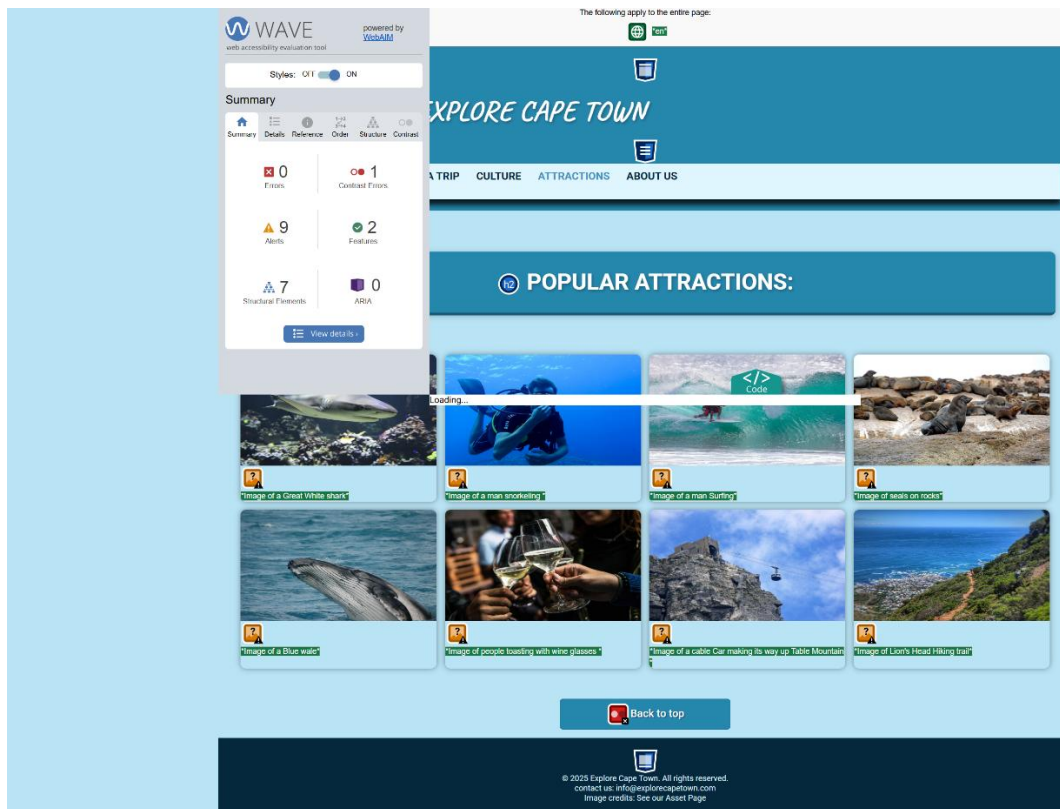 The following apply to the entire page:
WAVE
powered by
WebAIM
web accessibility evaluation tool
*en*
Styles: OFF ON
Summary
Summary Details Reference Order Structure Contrast
0 Errors
1 Contrast Errors
9 Alerts
2 Features
7 Structural Elements
0 ARIA
View details ›
EXPLORE CAPE TOWN
A TRIP CULTURE ATTRACTIONS ABOUT US
h2 POPULAR ATTRACTIONS:
</>
Code
Loading...
*Image of a Great White shark*
*Image of a man snorkeling *
*Image of a man Surfing*
*Image of seals on rocks*
*Image of a Blue wale*
*Image of people toasting with wine glasses *
*Image of a cable Car making its way up Table Mountain
*
*Image of Lion's Head Hiking trail*
Back to top
© 2025 Explore Cape Town. All rights reserved.
contact us: info@explorecapetown.com
Image credits: See our Asset Page